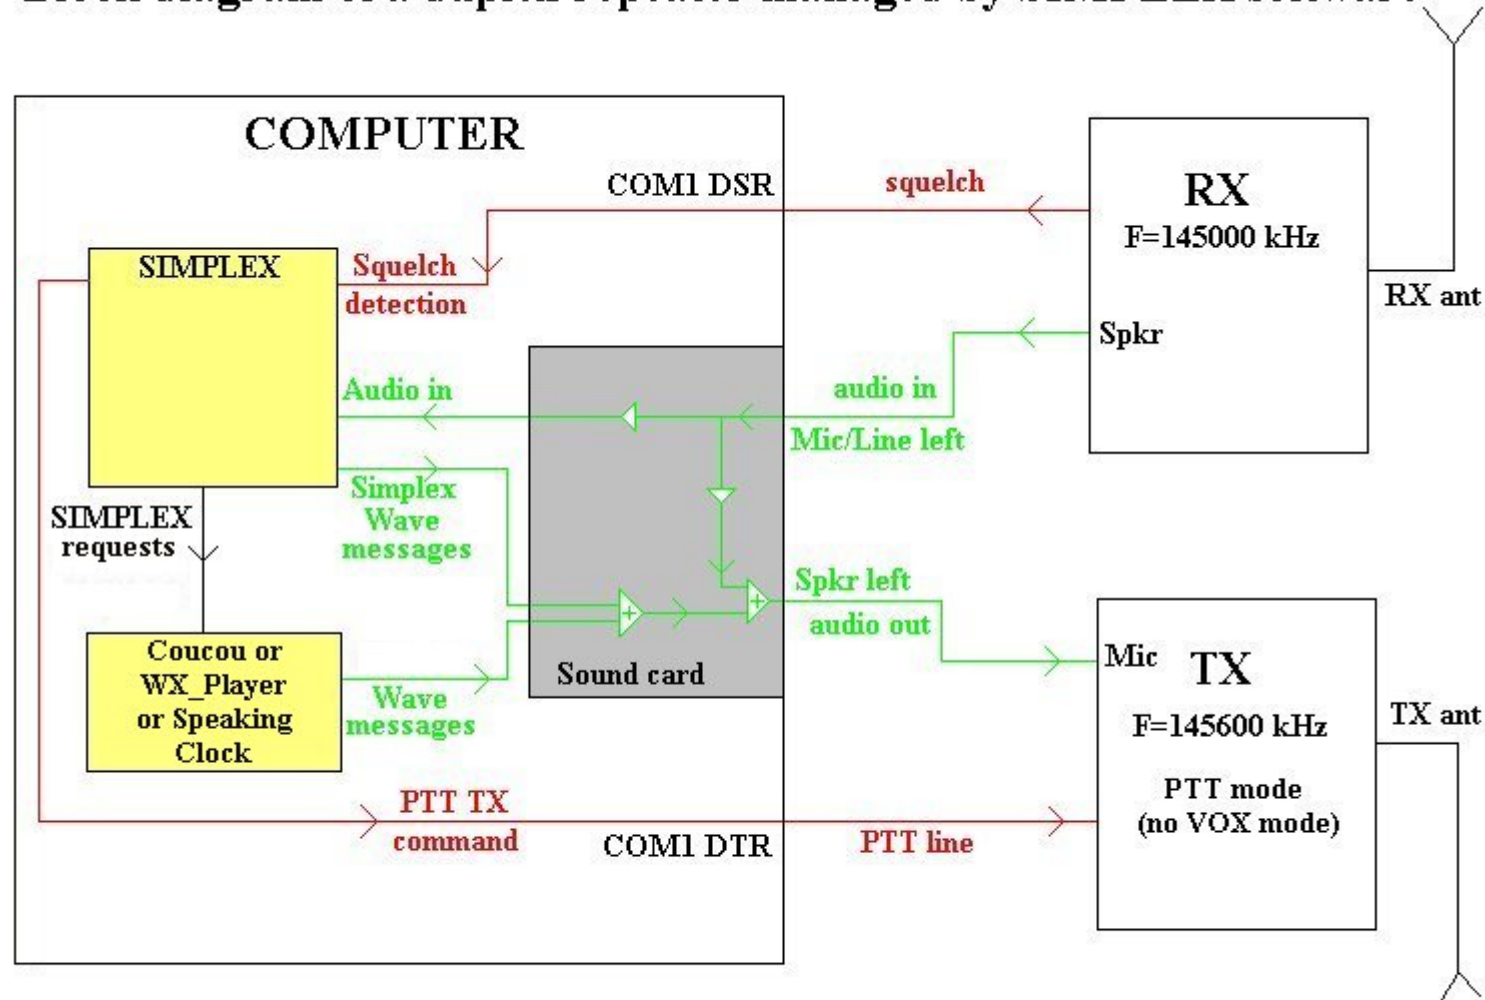 COMPUTER
COM1 DSR
squelch
RX
F=145000 kHz
RX ant
SIMPLEX
Squelch
detection
Spkr
Audio in
audio in
Mic/Line left
Simplex
Wave
messages
SIMPLEX
requests
Spkr left
audio out
Sound card
Coucou or
WX_Player
or Speaking
Clock
Wave
messages
Mic
TX
F=145600 kHz
TX ant
PTT mode
(no VOX mode)
PTT TX
command
COM1 DTR
PTT line